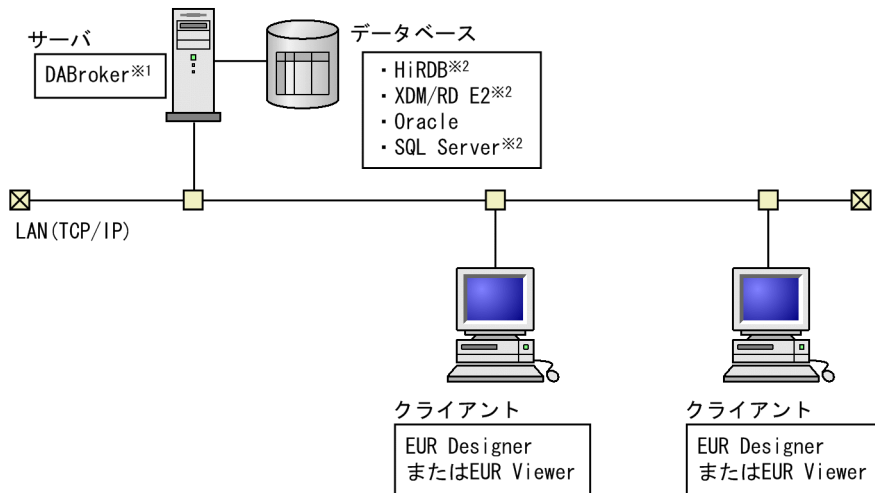 サーバ
DABroker※1
データベース
・HiRDB※2
・XDM/RD E2※2
・Oracle
・SQL Server※2
LAN(TCP/IP)
クライアント
EUR Designer
またはEUR Viewer
クライアント
EUR Designer
またはEUR Viewer